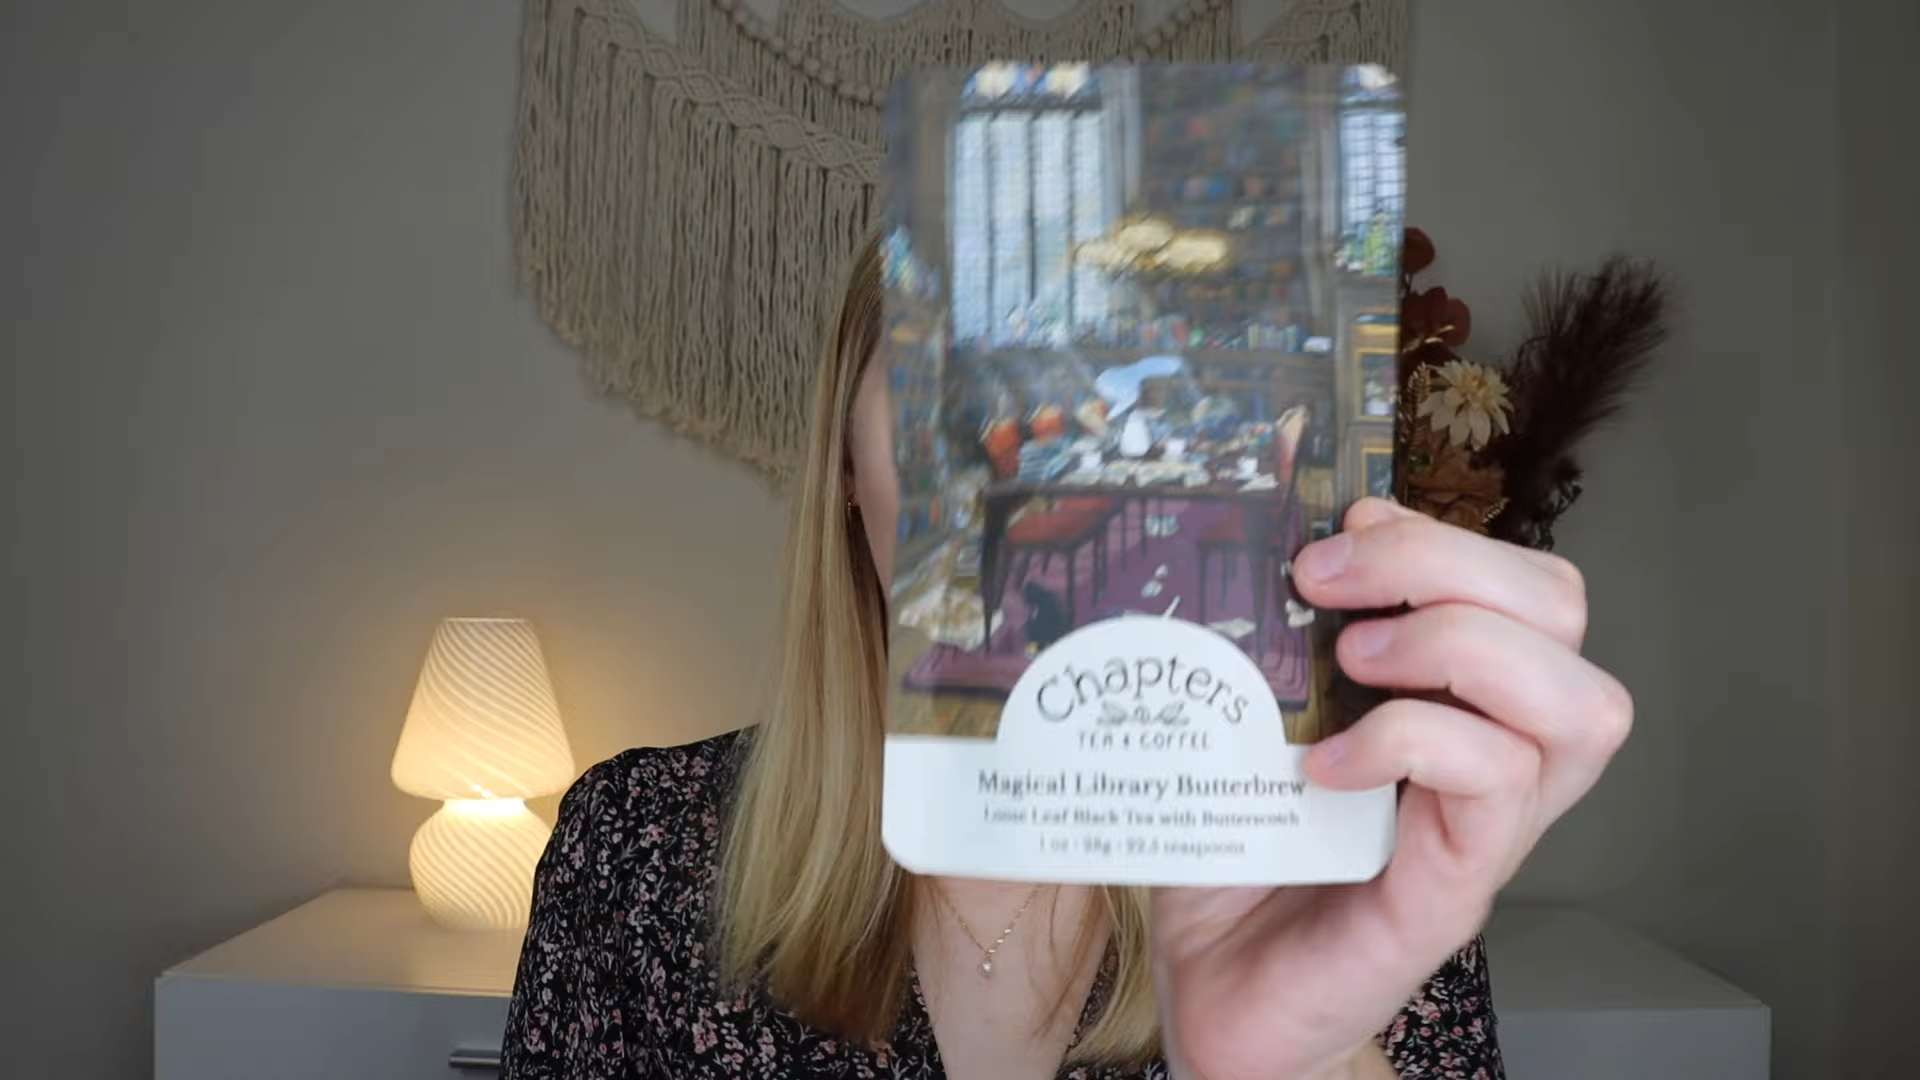 Chapters
TEA + COFFEE
Magical Library Butterbrew
Loose Leaf Black Tea with Butterscotch
1 oz · 28g · 22.5 teaspoons